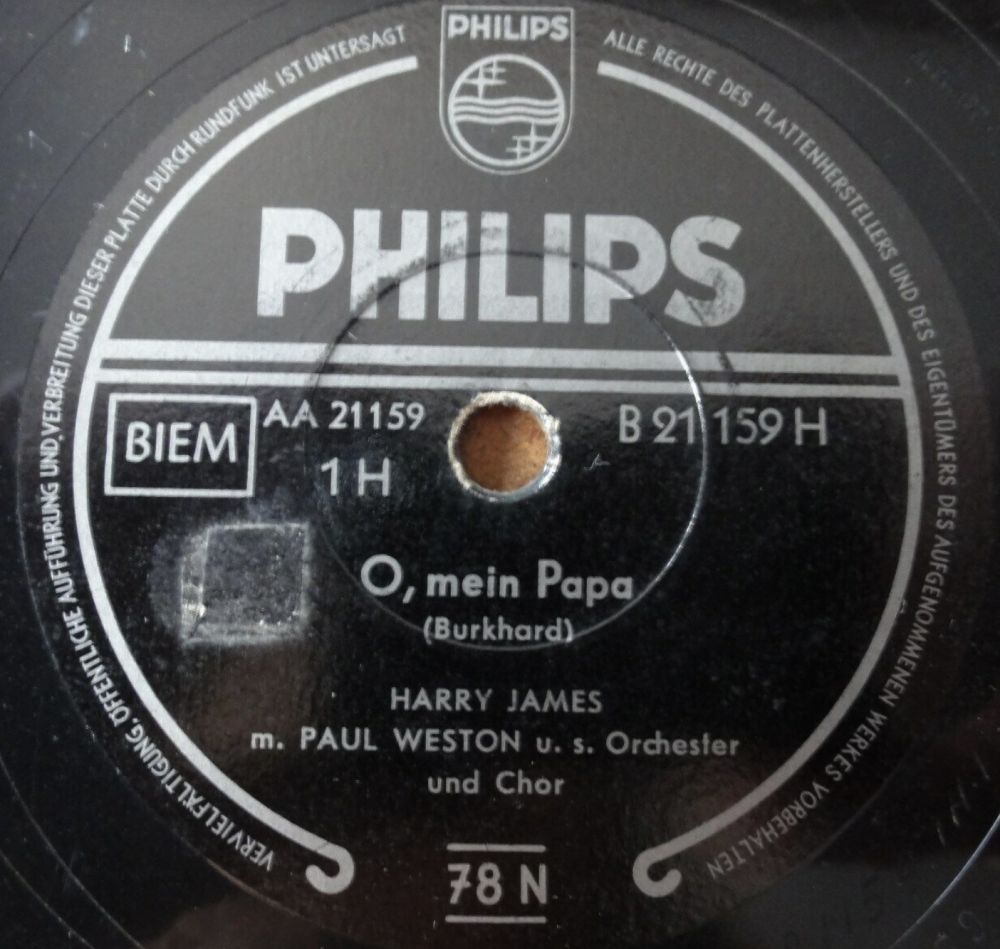 PHILIPS
ALLE RECHTE DES PLATTENHERSTELLERS UND DES EIGENTÜMERS DES AUFGENOMMENEN WERKES VORBEHALTEN
VERVIELFÄLTIGUNG, ÖFFENTLICHE AUFFÜHRUNG UND VERBREITUNG DIESER PLATTE DURCH RUNDFUNK IST UNTERSAGT
PHILIPS
BIEM
AA 21159
B 21 159 H
1 H
O, mein Papa
(Burkhard)
HARRY JAMES
m. PAUL WESTON u. s. Orchester
und Chor
78 N